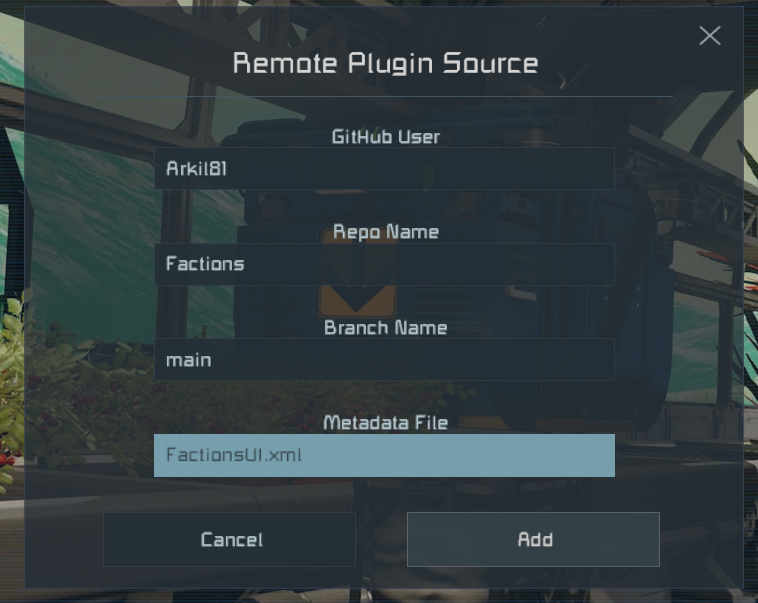 Remote Plugin Source
GitHub User
Arkil81
Repo Name
Factions
Branch Name
main
Metadata File
FactionsUI.xml
Cancel
Add